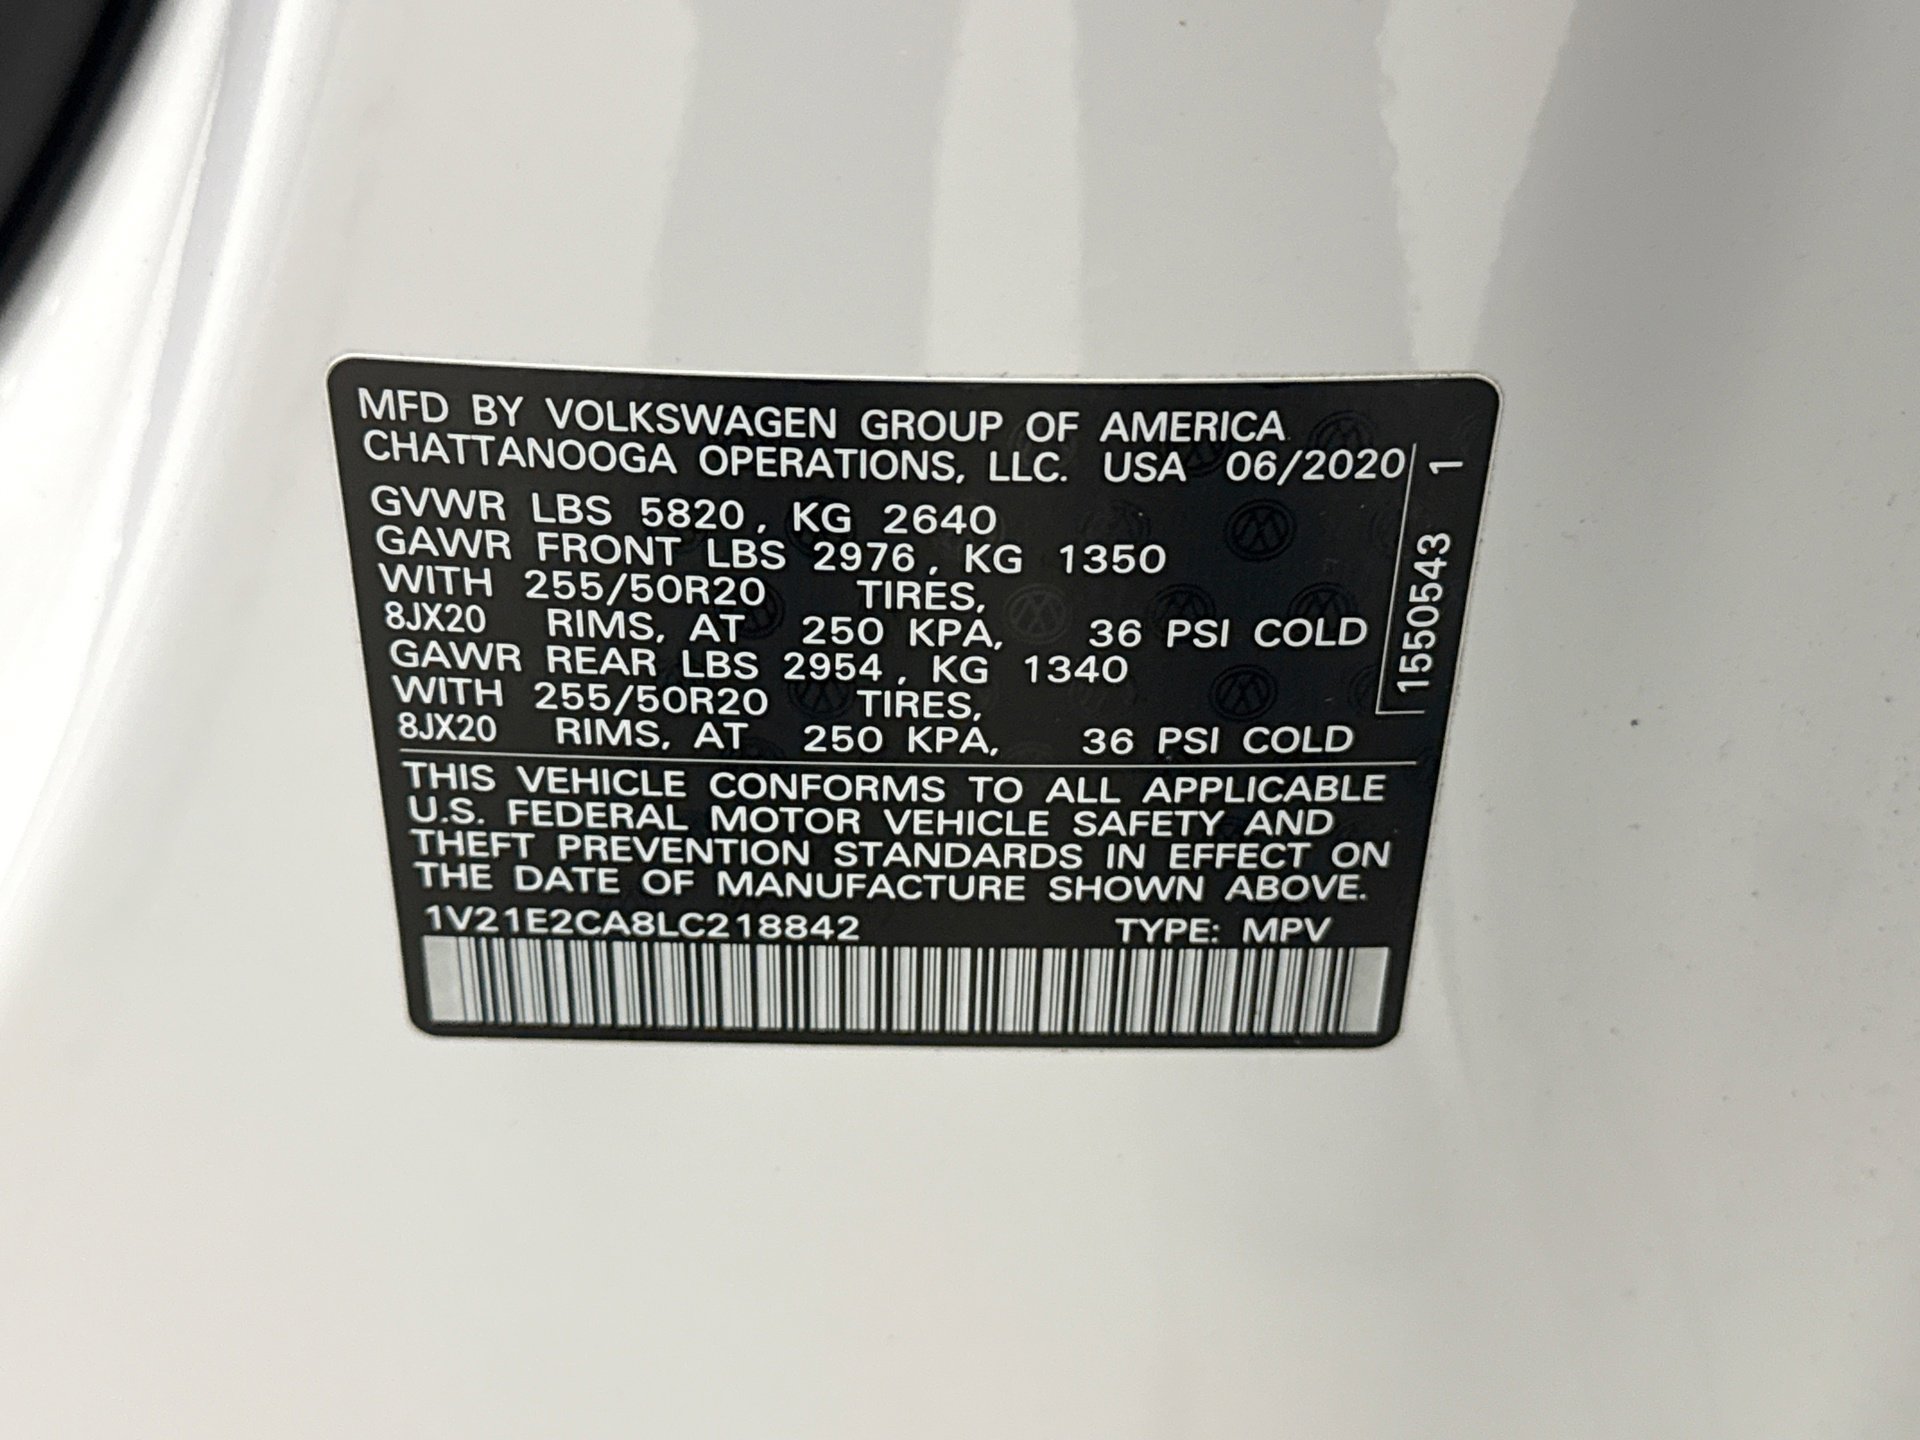 MFD BY VOLKSWAGEN GROUP OF AMERICA
CHATTANOOGA OPERATIONS, LLC. USA 06/2020
GVWR LBS 5820, KG 2640
GAWR FRONT LBS 2976, KG 1350
WITH 255/50R20 TIRES,
8JX20 RIMS, AT 250 KPA, 36 PSI COLD
GAWR REAR LBS 2954, KG 1340
WITH 255/50R20 TIRES,
8JX20 RIMS, AT 250 KPA, 36 PSI COLD
1550543 1
THIS VEHICLE CONFORMS TO ALL APPLICABLE
U.S. FEDERAL MOTOR VEHICLE SAFETY AND
THEFT PREVENTION STANDARDS IN EFFECT ON
THE DATE OF MANUFACTURE SHOWN ABOVE.
1V21E2CA8LC218842 TYPE: MPV